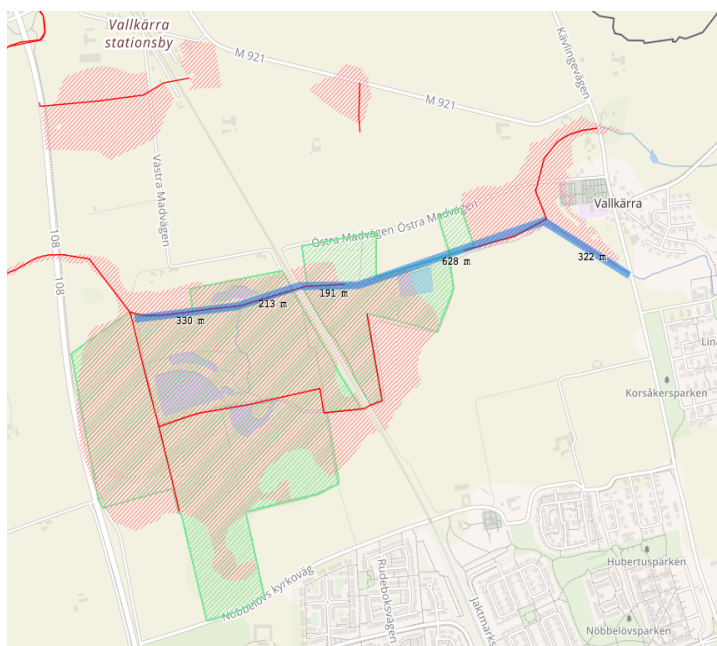 Vallkärra
stationsby
M 921
Kävlingevägen
M 921
Västra Madvägen
Vallkärra
Östra Madvägen Östra Madvägen
108
108
628 m
322 m
213 m
191 m
330 m
Korsåkersparken
Hubertusparken
Nöbbelövs kyrkoväg
Rudeboksvägen
Nöbbelövsparken